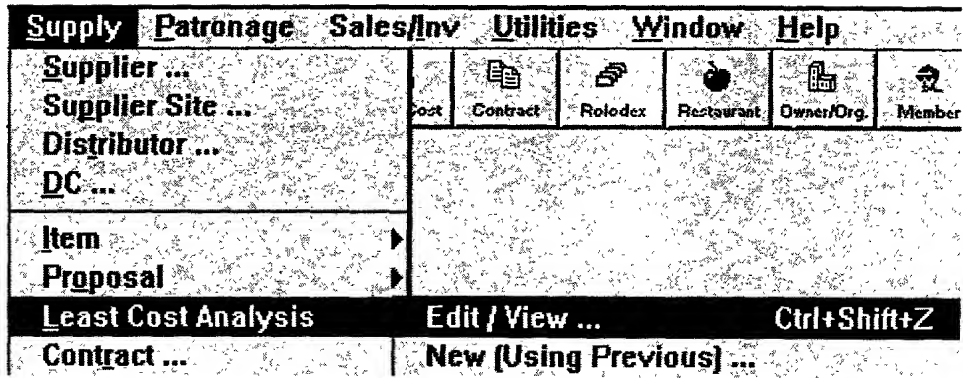 Supply Patronage Sales/Inv Utilities Window Help
Supplier ...
Supplier Site ...
Distributor ...
DC ...
Cost Contract Rolodex Restaurant Owner/Org. Member
Item
Proposal
Least Cost Analysis Edit / View ... Ctrl+Shift+Z
Contract ... New (Using Previous) ...